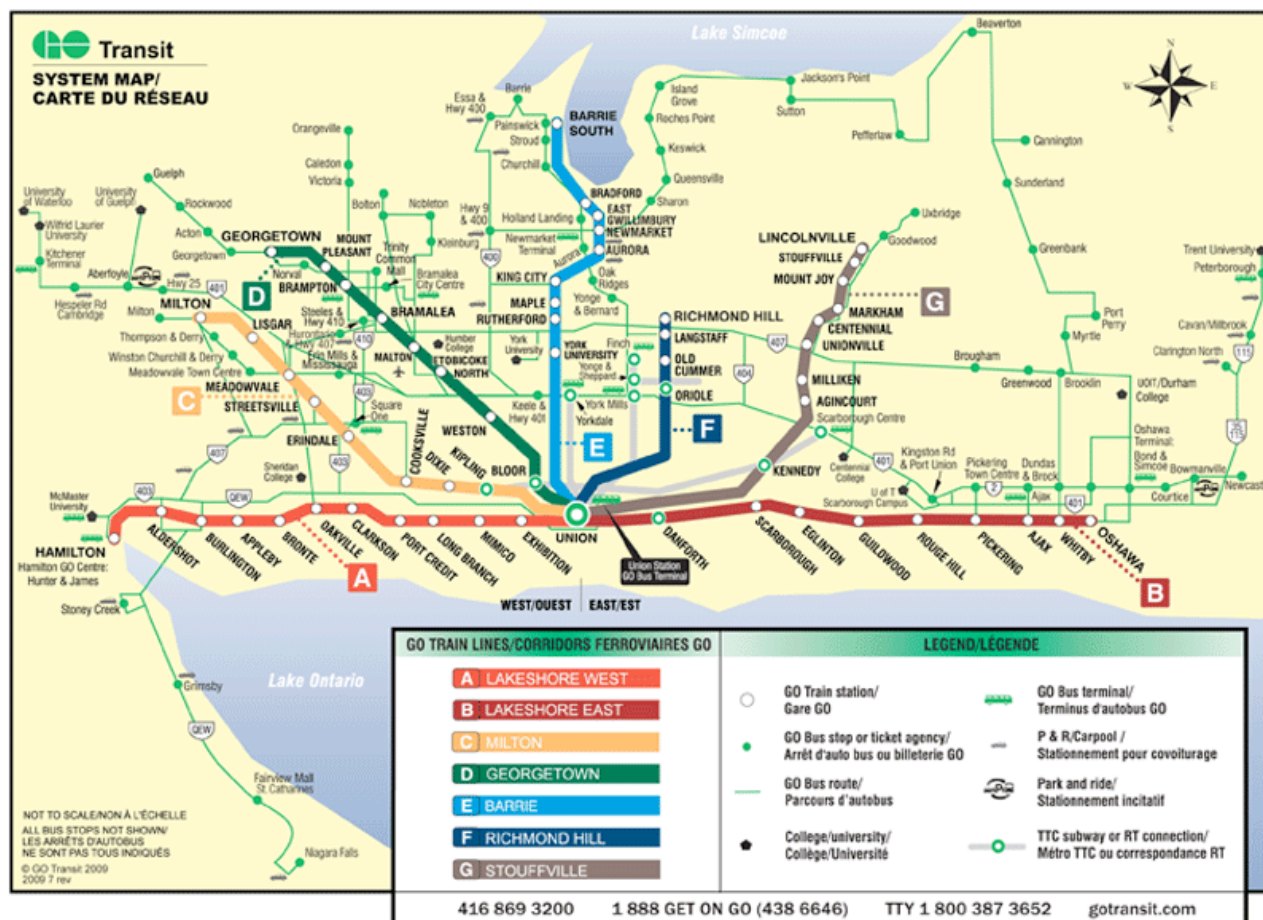 GO Transit
SYSTEM MAP/
CARTE DU RÉSEAU
Lake Simcoe
Beaverton
N
W
E
S
Barrie
Essa &
Hwy 400
BARRIE
SOUTH
Painswick
Stroud
Churchill
Island
Grove
Roches Point
Keswick
Queensville
Sharon
Jackson's Point
Sutton
Pefferlaw
Cannington
Sunderland
Greenbank
Orangeville
Caledon
Victoria
Bolton
Nobleton
Kleinburg
Hwy 9
& 400
400
Holland Landing
Newmarket
Terminal
Aurora
BRADFORD
EAST
GWILLIMBURY
NEWMARKET
AURORA
Oak
Ridges
Yonge
& Bernard
KING CITY
MAPLE
RUTHERFORD
YORK
UNIVERSITY
York
University
University
of Waterloo
Wilfrid Laurier
University
Kitchener
Terminal
University
of Guelph
Guelph
Rockwood
Acton
Georgetown
Aberfoyle
Hwy 25
401
Hespeler Rd
Cambridge
GEORGETOWN
Norval
D
MOUNT
PLEASANT
BRAMPTON
Trinity
Common
Mall
Bramalea
City Centre
Steeles &
Hwy 410
BRAMALEA
Hurontario
& Hwy 407
410
Erin Mills &
Mississauga
MALTON
Humber
College
ETOBICOKE
NORTH
WESTON
BLOOR
MILTON
Milton
LISGAR
Thompson & Derry
Winston Churchill & Derry
Meadowvale Town Centre
MEADOWVALE
C
STREETSVILLE
ERINDALE
Square
One
403
COOKSVILLE
DIXIE
KIPLING
Sheridan
College
407
Keele &
Hwy 401
Yorkdale
York Mills
Yonge &
Sheppard
Finch
E
F
RICHMOND HILL
LANGSTAFF
OLD
CUMMER
ORIOLE
404
407
LINCOLNVILLE
STOUFFVILLE
MOUNT JOY
G
MARKHAM
CENTENNIAL
UNIONVILLE
MILLIKEN
AGINCOURT
KENNEDY
Uxbridge
Goodwood
Scarborough Centre
Centennial
College
401
U of T
Scarborough Campus
Kingston Rd
& Port Union
Pickering
Town Centre
2
Dundas
& Brock
Ajax
401
Brougham
Greenwood
Brooklin
Myrtle
Port
Perry
UOIT/Durham
College
Oshawa
Terminal:
Bond &
Simcoe
Courtice
Bowmanville
Newcastle
35
115
115
Trent University
Peterborough
Cavan/Millbrook
Clarington North
McMaster
University
403
QEW
HAMILTON
Hamilton GO Centre:
Hunter & James
Stoney Creek
Grimsby
QEW
Fairview Mall
St. Catharines
Niagara Falls
ALDERSHOT
BURLINGTON
APPLEBY
BRONTE
OAKVILLE
A
CLARKSON
PORT CREDIT
LONG BRANCH
MIMICO
EXHIBITION
UNION
Union Station
GO Bus Terminal
WEST/OUEST
EAST/EST
DANFORTH
SCARBOROUGH
EGLINTON
GUILDWOOD
ROUGE HILL
PICKERING
AJAX
WHITBY
OSHAWA
B
Lake Ontario
NOT TO SCALE/NON À L'ÉCHELLE
ALL BUS STOPS NOT SHOWN/
LES ARRÊTS D'AUTOBUS
NE SONT PAS TOUS INDIQUÉS
© GO Transit 2009
2009 7 rev
GO TRAIN LINES/CORRIDORS FERROVIAIRES GO
A LAKESHORE WEST
B LAKESHORE EAST
C MILTON
D GEORGETOWN
E BARRIE
F RICHMOND HILL
G STOUFFVILLE
LEGEND/LÉGENDE
GO Train station/
Gare GO
GO Bus stop or ticket agency/
Arrêt d'auto bus ou billeterie GO
GO Bus route/
Parcours d'autobus
College/university/
Collège/Université
GO Bus terminal/
Terminus d'autobus GO
P & R/Carpool /
Stationnement pour covoiturage
Park and ride/
Stationnement incitatif
TTC subway or RT connection/
Métro TTC ou correspondance RT
416 869 3200 1 888 GET ON GO (438 6646) TTY 1 800 387 3652 gotransit.com